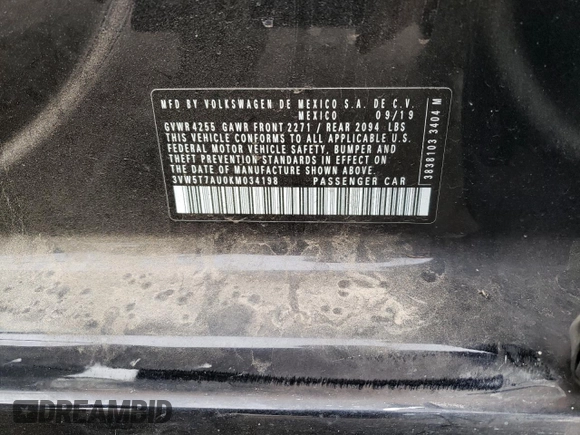 MFD BY VOLKSWAGEN DE MEXICO S.A. DE C.V.
MEXICO 09/19
GVWR 4255 GAWR FRONT 2271 / REAR 2094 LBS
THIS VEHICLE CONFORMS TO ALL APPLICABLE U.S.
FEDERAL MOTOR VEHICLE SAFETY, BUMPER AND
THEFT PREVENTION STANDARDS IN EFFECT ON
THE DATE OF MANUFACTURE SHOWN ABOVE.
3VW5T7AU0KM034198 PASSENGER CAR
3838103 3404 M
DREAMBID